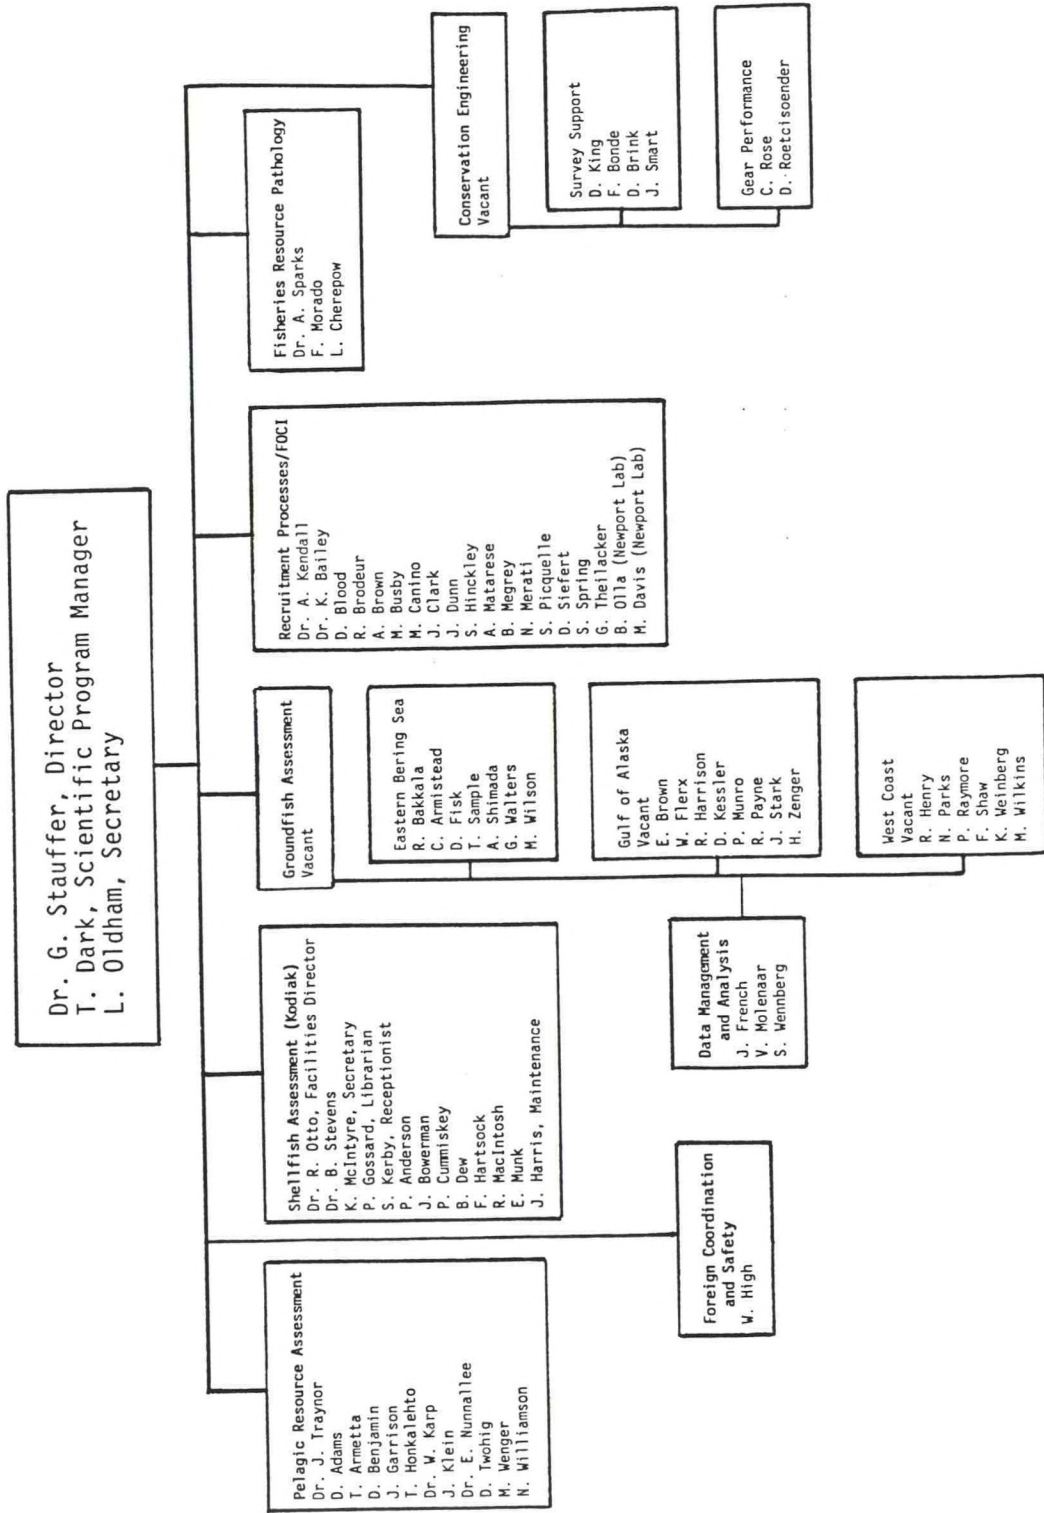 Dr. G. Stauffer, Director
T. Dark, Scientific Program Manager
L. Oldham, Secretary
Pelagic Resource Assessment
Dr. J. Traynor
D. Adams
T. Armetta
D. Benjamin
J. Garrison
T. Honkalehto
Dr. W. Karp
J. Klein
Dr. E. Nunnallee
D. Twohig
M. Wenger
N. Williamson
Foreign Coordination
and Safety
W. High
Shellfish Assessment (Kodiak)
Dr. R. Otto, Facilities Director
Dr. B. Stevens
K. McIntyre, Secretary
P. Gossard, Librarian
S. Kerby, Receptionist
P. Anderson
J. Bowerman
P. Cummiskey
B. Dew
F. Hartsock
R. MacIntosh
E. Munk
J. Harris, Maintenance
Groundfish Assessment
Vacant
Eastern Bering Sea
R. Bakkala
C. Armistead
D. Fisk
T. Sample
A. Shimada
G. Walters
M. Wilson
Gulf of Alaska
Vacant
E. Brown
W. Flerx
R. Harrison
D. Kessler
P. Munro
R. Payne
J. Stark
H. Zenger
West Coast
Vacant
R. Henry
N. Parks
P. Raymore
F. Shaw
K. Weinberg
M. Wilkins
Data Management
and Analysis
J. French
V. Molenaar
S. Wennberg
Recruitment Processes/FOCI
Dr. A. Kendall
Dr. K. Bailey
D. Blood
R. Brodeur
A. Brown
M. Busby
M. Canino
J. Clark
J. Dunn
S. Hinckley
A. Matarese
B. Megrey
N. Merati
S. Picquelle
D. Siefert
S. Spring
G. Theilacker
B. Olla (Newport Lab)
M. Davis (Newport Lab)
Fisheries Resource Pathology
Dr. A. Sparks
F. Morado
L. Cherepow
Conservation Engineering
Vacant
Survey Support
D. King
F. Bonde
D. Brink
J. Smart
Gear Performance
C. Rose
D. Roetcisoender